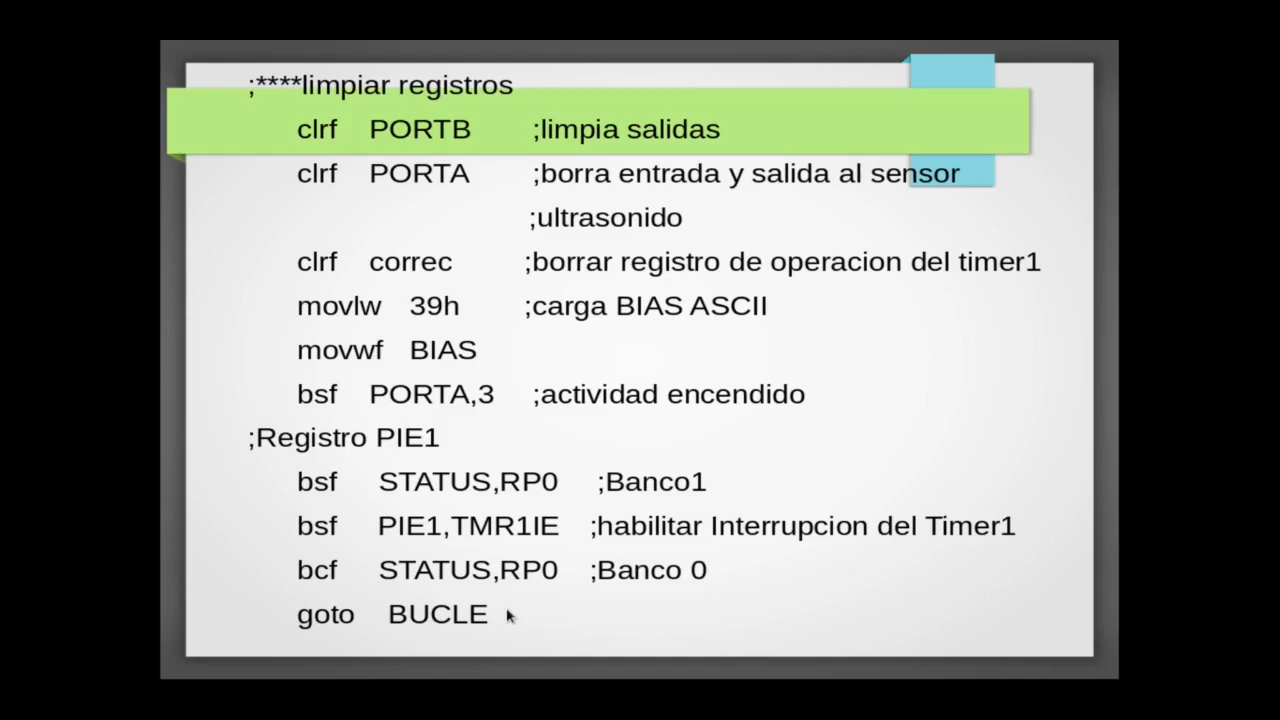 ;****limpiar registros
clrf PORTB ;limpia salidas
clrf PORTA ;borra entrada y salida al sensor
;ultrasonido
clrf correc ;borrar registro de operacion del timer1
movlw 39h ;carga BIAS ASCII
movwf BIAS
bsf PORTA,3 ;actividad encendido
;Registro PIE1
bsf STATUS,RP0 ;Banco1
bsf PIE1,TMR1IE ;habilitar Interrupcion del Timer1
bcf STATUS,RP0 ;Banco 0
goto BUCLE